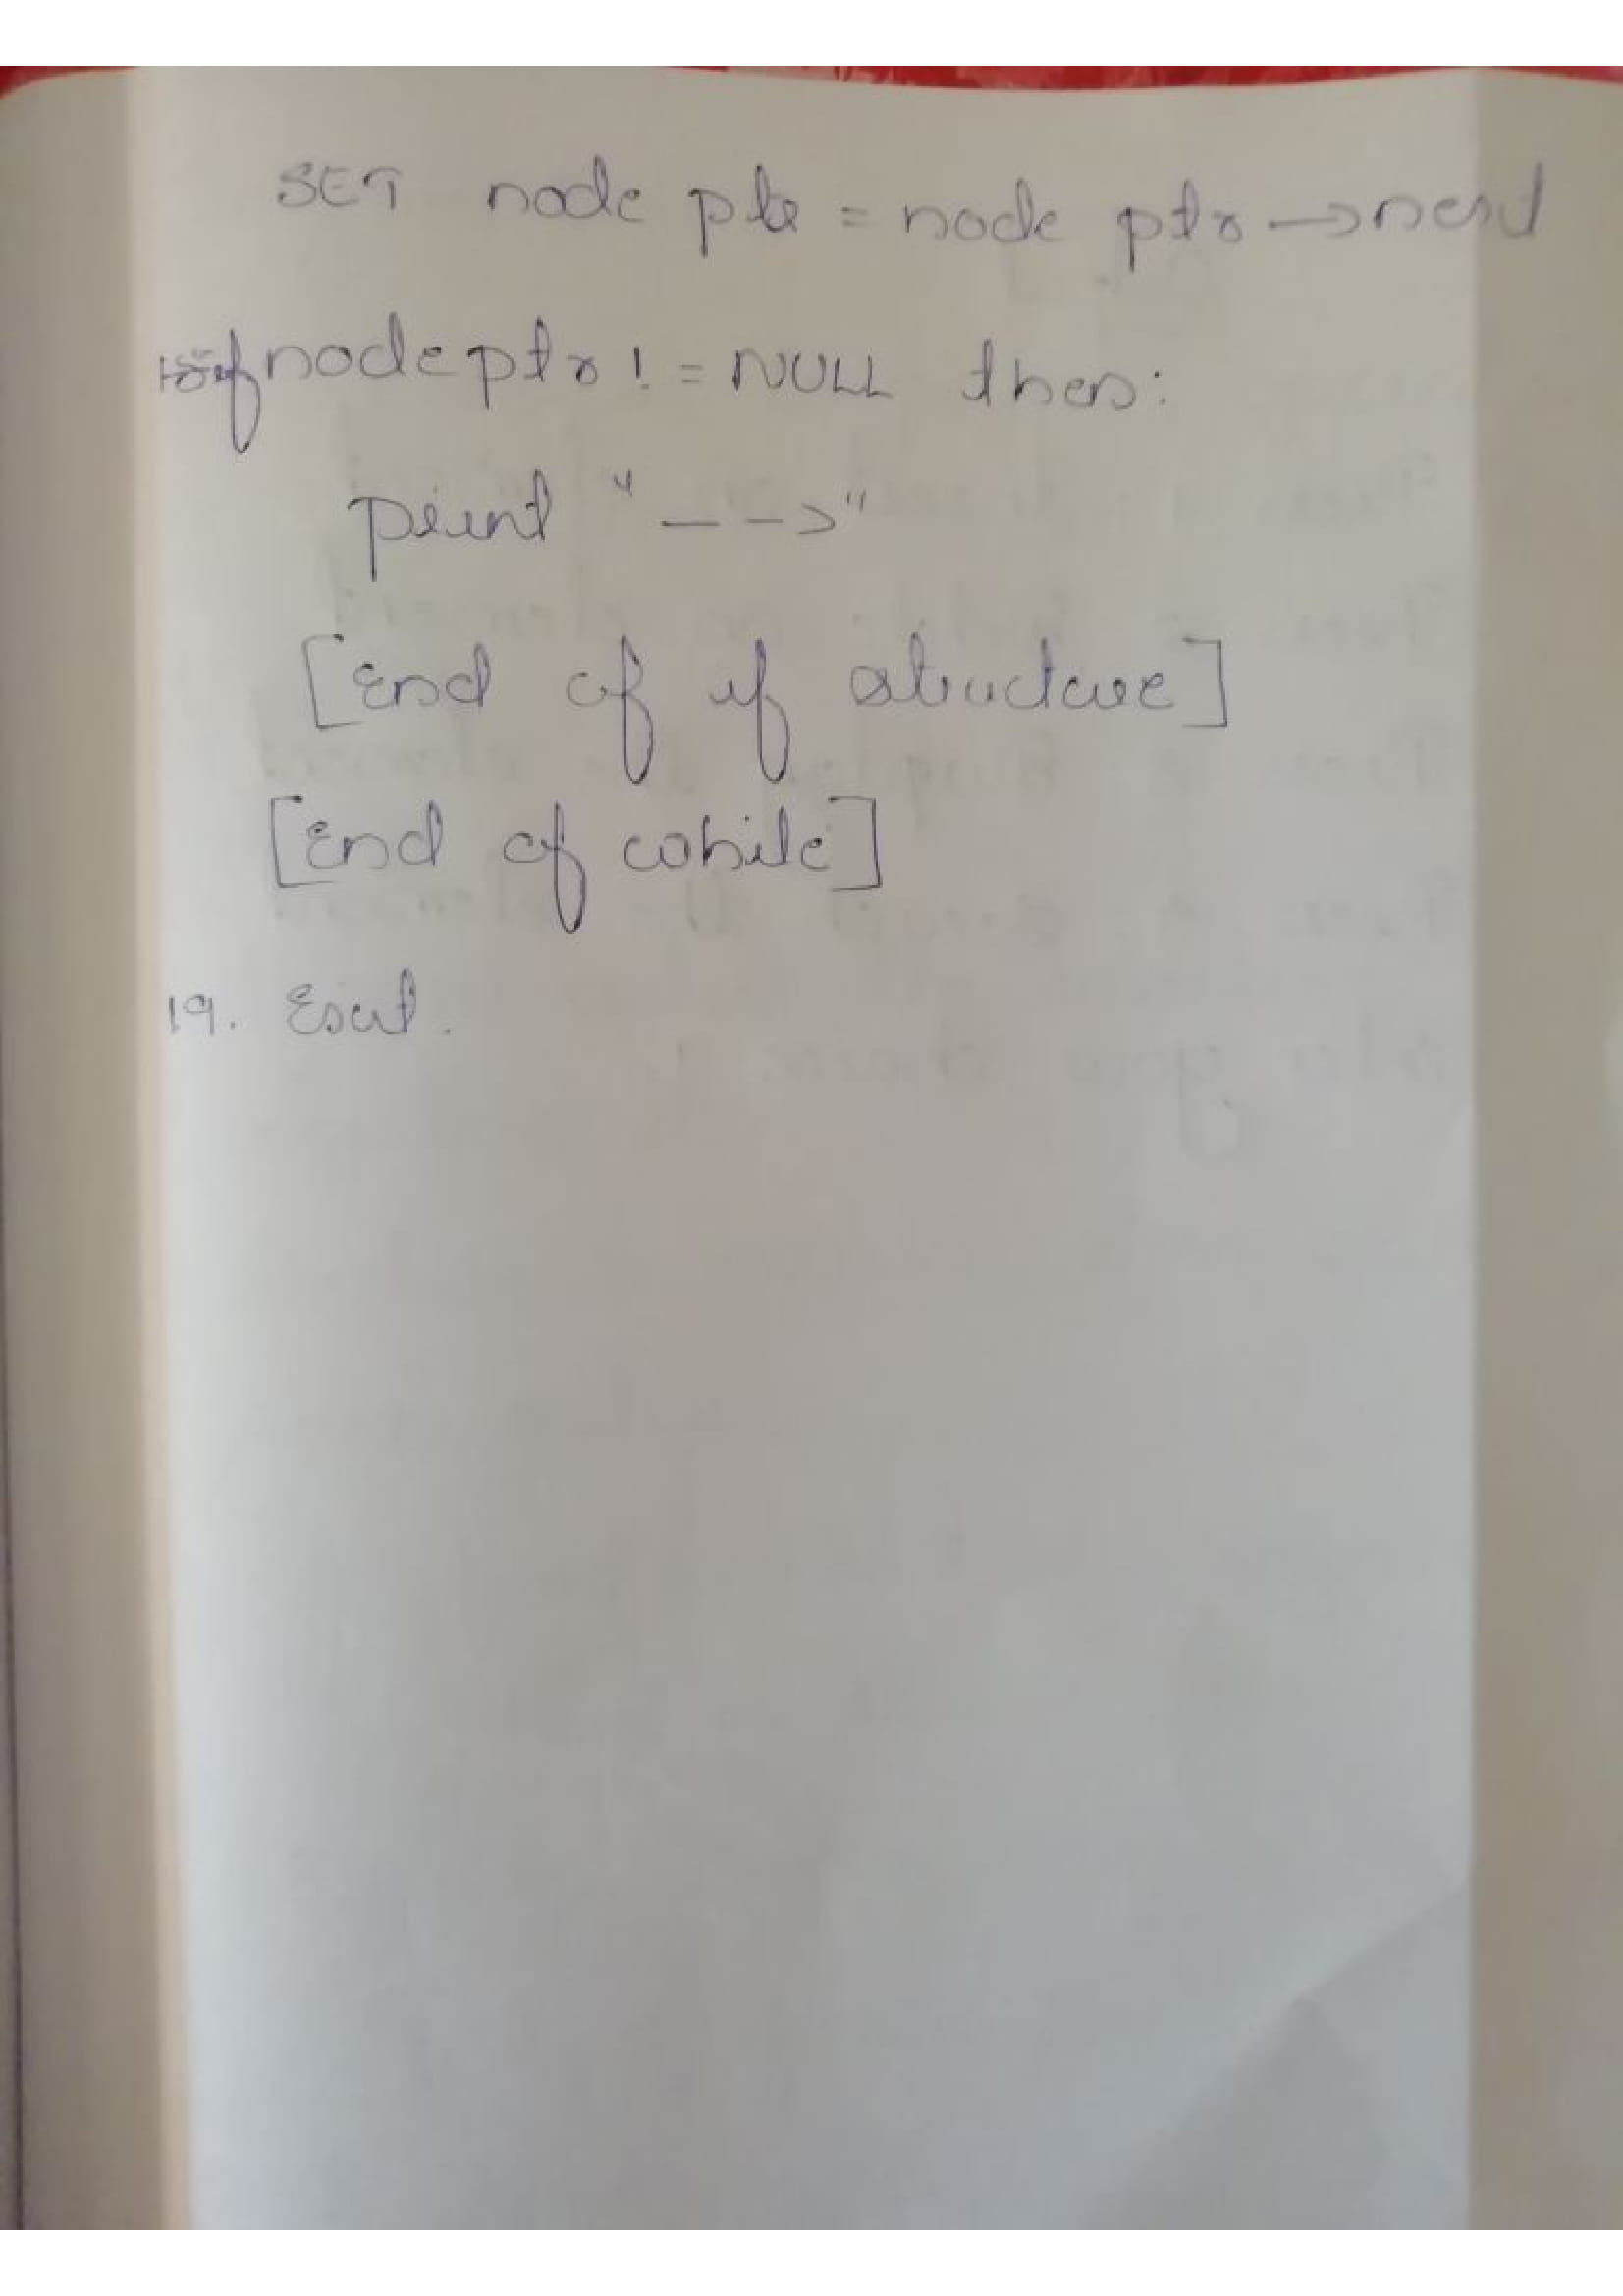 SET node ptr = node ptr → next
if nodeptr != NULL then:
print "-->"
[End of if structure]
[End of while]
19. Exit.